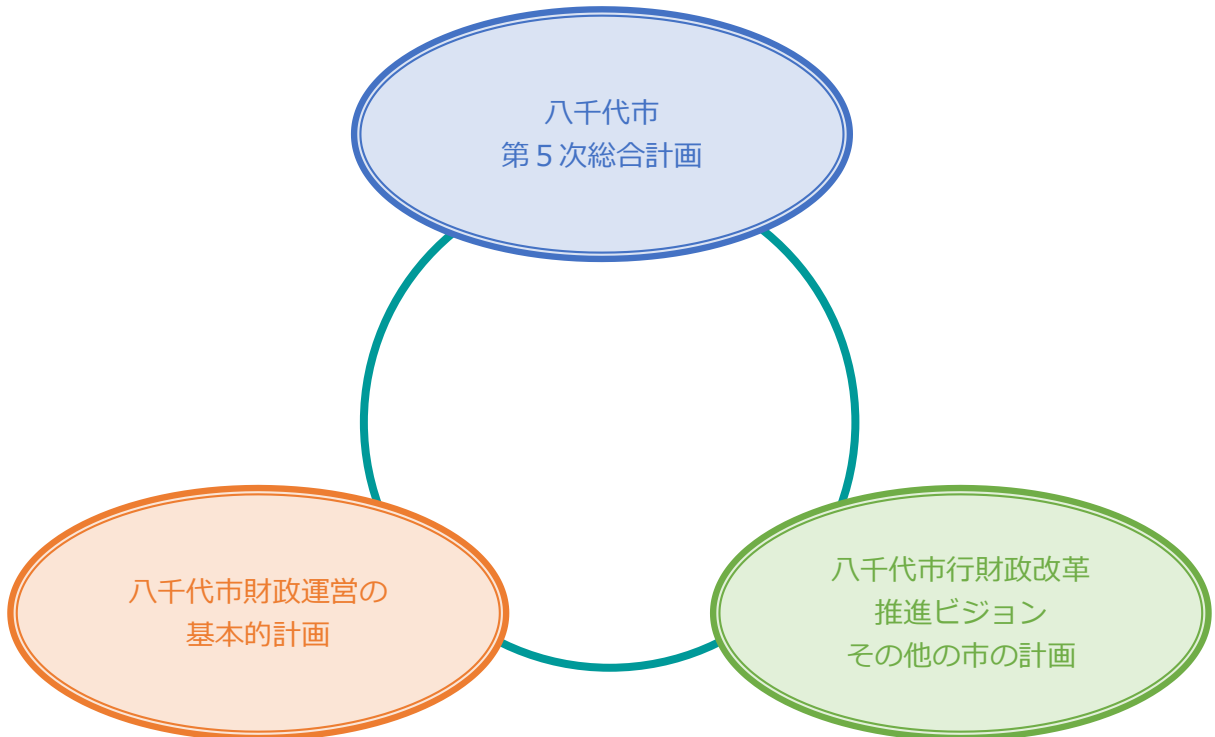 八千代市
第５次総合計画
八千代市財政運営の
基本的計画
八千代市行財政改革
推進ビジョン
その他の市の計画